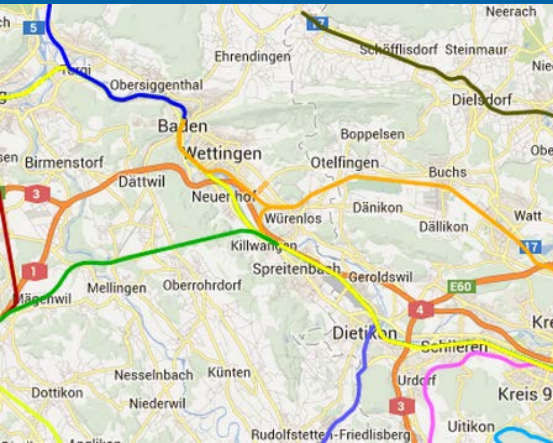 Neerach
5
17
Schöfflisdorf Steinmaur
Ehrendingen
Turgi
Obersiggenthal
Dielsdorf
Baden
Boppelsen
Wettingen
Birmenstorf
Otelfingen
Buchs
Dättwil
3
Neuenhof
Dänikon
Würenlos
Watt
Dällikon
Killwangen
17
1
Spreitenbach
Geroldswil
Mellingen
Oberrohrdorf
E60
Mägenwil
4
Dietikon
Schlieren
Nesselnbach
Künten
Urdorf
Dottikon
Kreis 9
Niederwil
3
Uitikon
Rudolfstetten-Friedlisberg